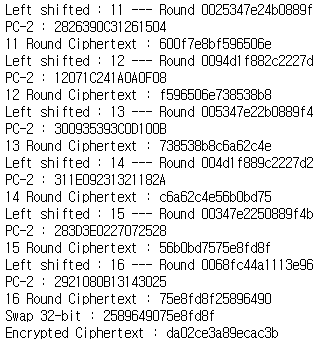 Left shifted : 11 --- Round 0025347e24b0889f
PC-2 : 2826390C31261504
11 Round Ciphertext : 600f7e8bf596506e
Left shifted : 12 --- Round 0094d1f882c2227d
PC-2 : 12071C241A0A0F08
12 Round Ciphertext : f596506e738538b8
Left shifted : 13 --- Round 005347e22b0889f4
PC-2 : 300935393C0D100B
13 Round Ciphertext : 738538b8c6a62c4e
Left shifted : 14 --- Round 004d1f889c2227d2
PC-2 : 311E09231321182A
14 Round Ciphertext : c6a62c4e56b0bd75
Left shifted : 15 --- Round 00347e2250889f4b
PC-2 : 283D3E0227072528
15 Round Ciphertext : 56b0bd7575e8fd8f
Left shifted : 16 --- Round 0068fc44a1113e96
PC-2 : 2921080B13143025
16 Round Ciphertext : 75e8fd8f25896490
Swap 32-bit : 2589649075e8fd8f
Encrypted Ciphertext : da02ce3a89ecac3b